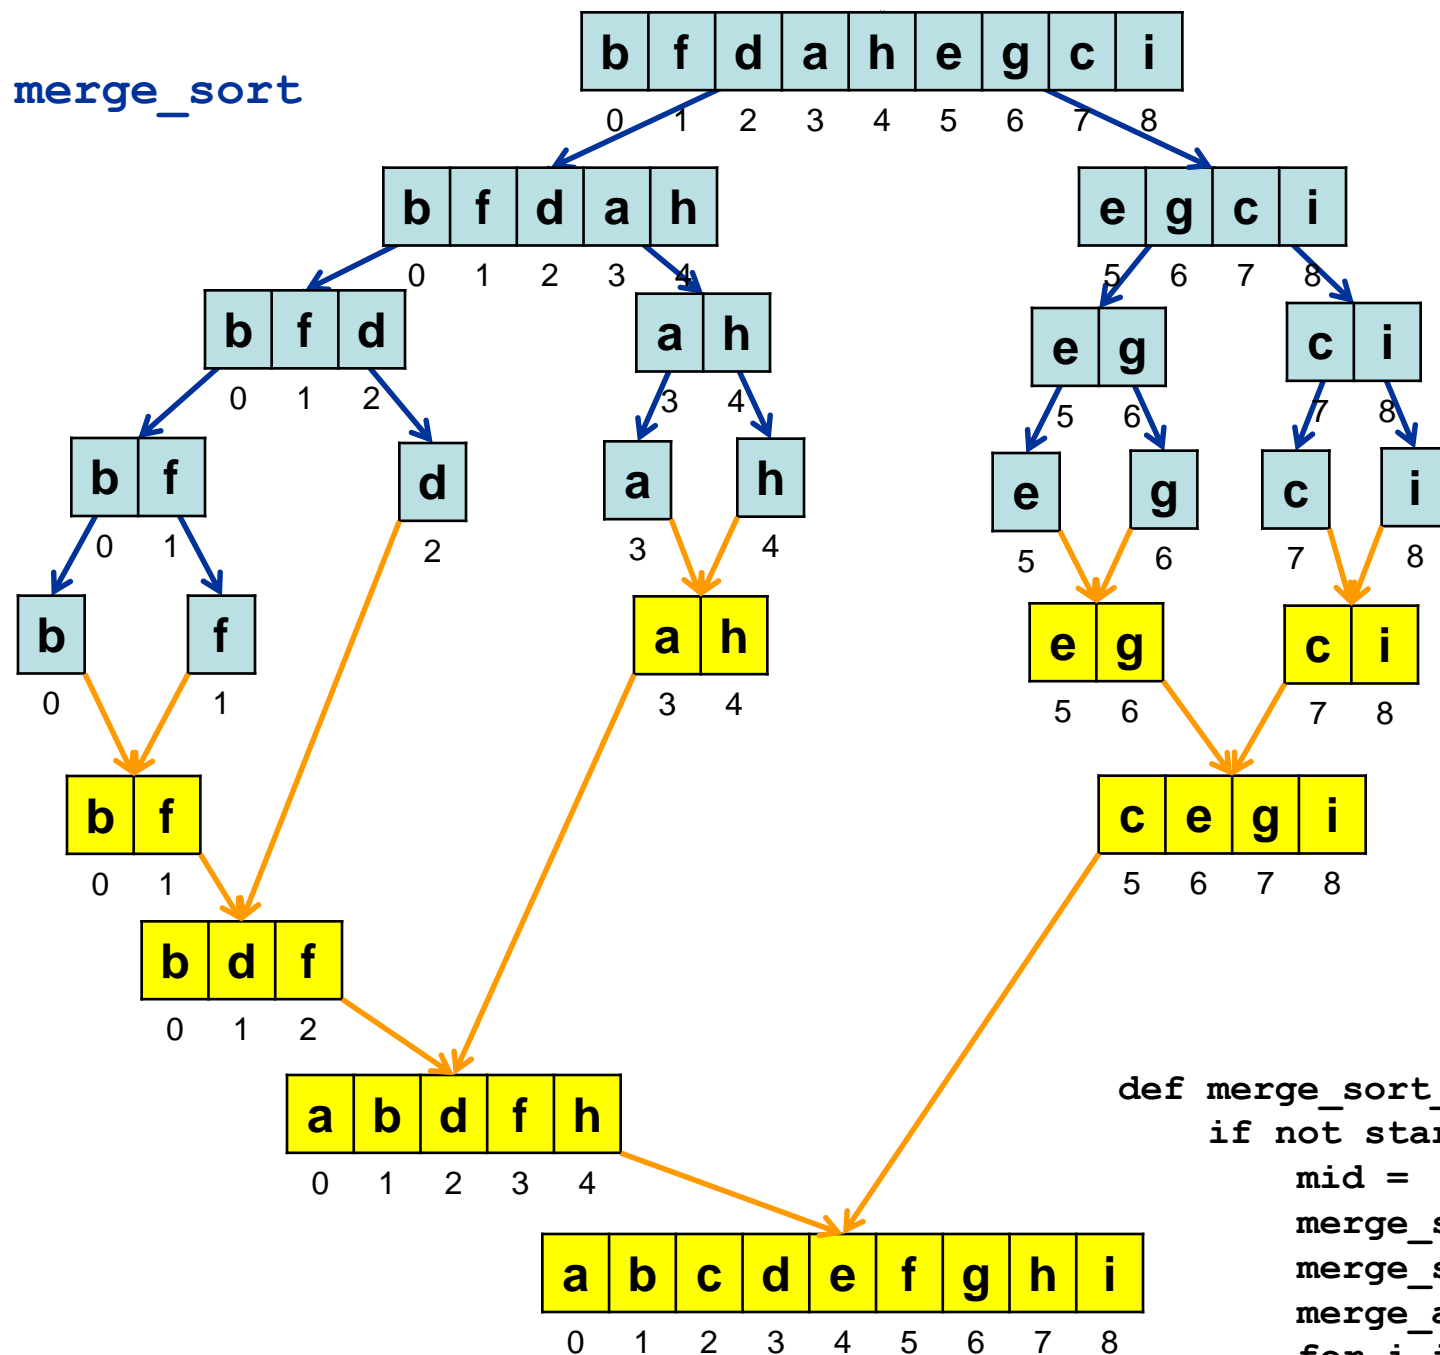 b f d a h e g c i
merge_sort
0 1 2 3 4 5 6 7 8
b f d a h
e g c i
0 1 2 3 4
5 6 7 8
b f d
a h
e g
c i
0 1 2
3 4
5 6
7 8
b f
d
a
h
e
g
c
i
0 1
2
3
4
5
6
7
8
b
f
a h
e g
c i
0
1
3 4
5 6
7 8
b f
c e g i
0 1
5 6 7 8
b d f
0 1 2
a b d f h
0 1 2 3 4
def merge_sort_
if not star
mid =
merge_s
merge_s
merge_a
for i i
a b c d e f g h i
0 1 2 3 4 5 6 7 8